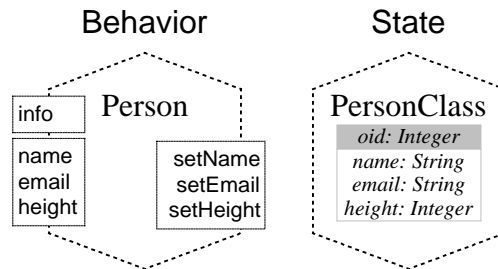 Behavior
State
Person
PersonClass
info
name
email
height
setName
setEmail
setHeight
oid: Integer
name: String
email: String
height: Integer